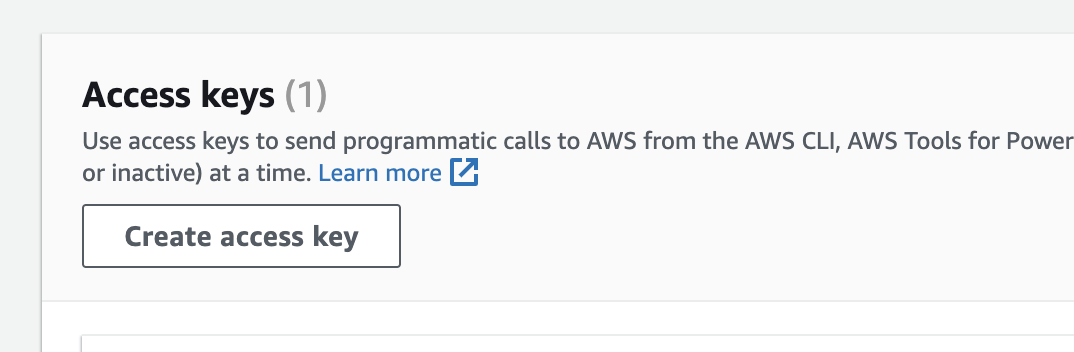 Access keys (1)
Use access keys to send programmatic calls to AWS from the AWS CLI, AWS Tools for Power
or inactive) at a time. Learn more
Create access key